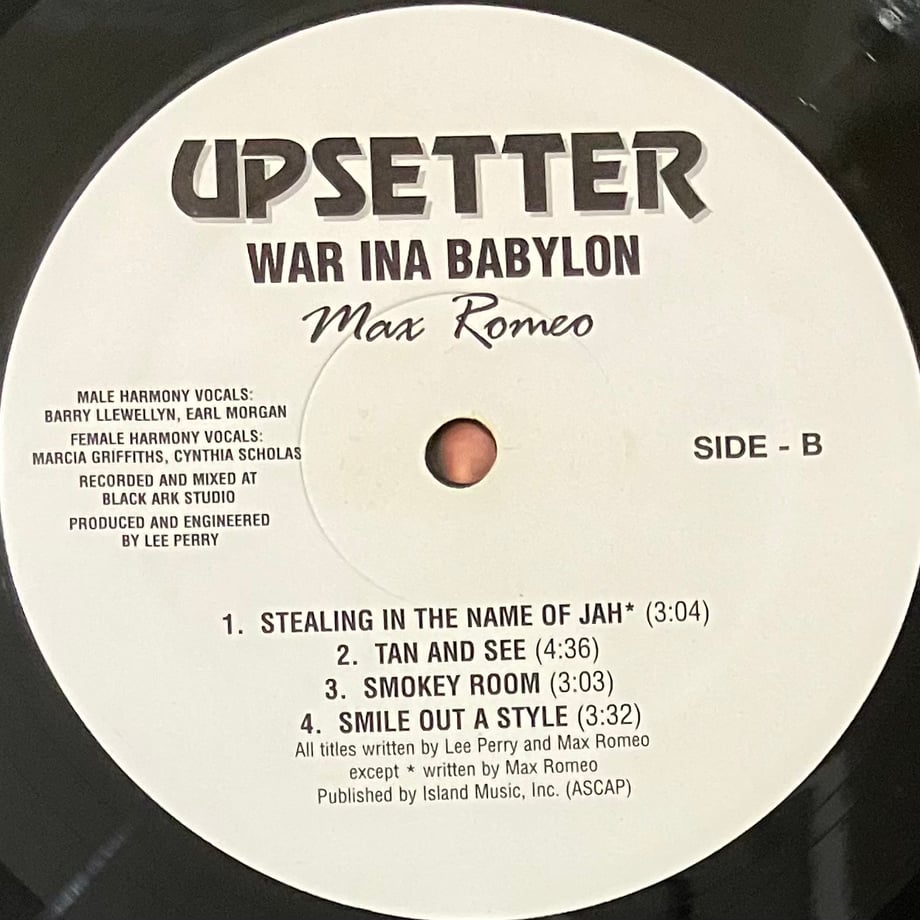 UPSETTER
WAR INA BABYLON
Max Romeo
MALE HARMONY VOCALS:
BARRY LLEWELLYN, EARL MORGAN
FEMALE HARMONY VOCALS:
MARCIA GRIFFITHS, CYNTHIA SCHOLAS
RECORDED AND MIXED AT
BLACK ARK STUDIO
PRODUCED AND ENGINEERED
BY LEE PERRY
SIDE - B
1. STEALING IN THE NAME OF JAH* (3:04)
2. TAN AND SEE (4:36)
3. SMOKEY ROOM (3:03)
4. SMILE OUT A STYLE (3:32)
All titles written by Lee Perry and Max Romeo
except * written by Max Romeo
Published by Island Music, Inc. (ASCAP)